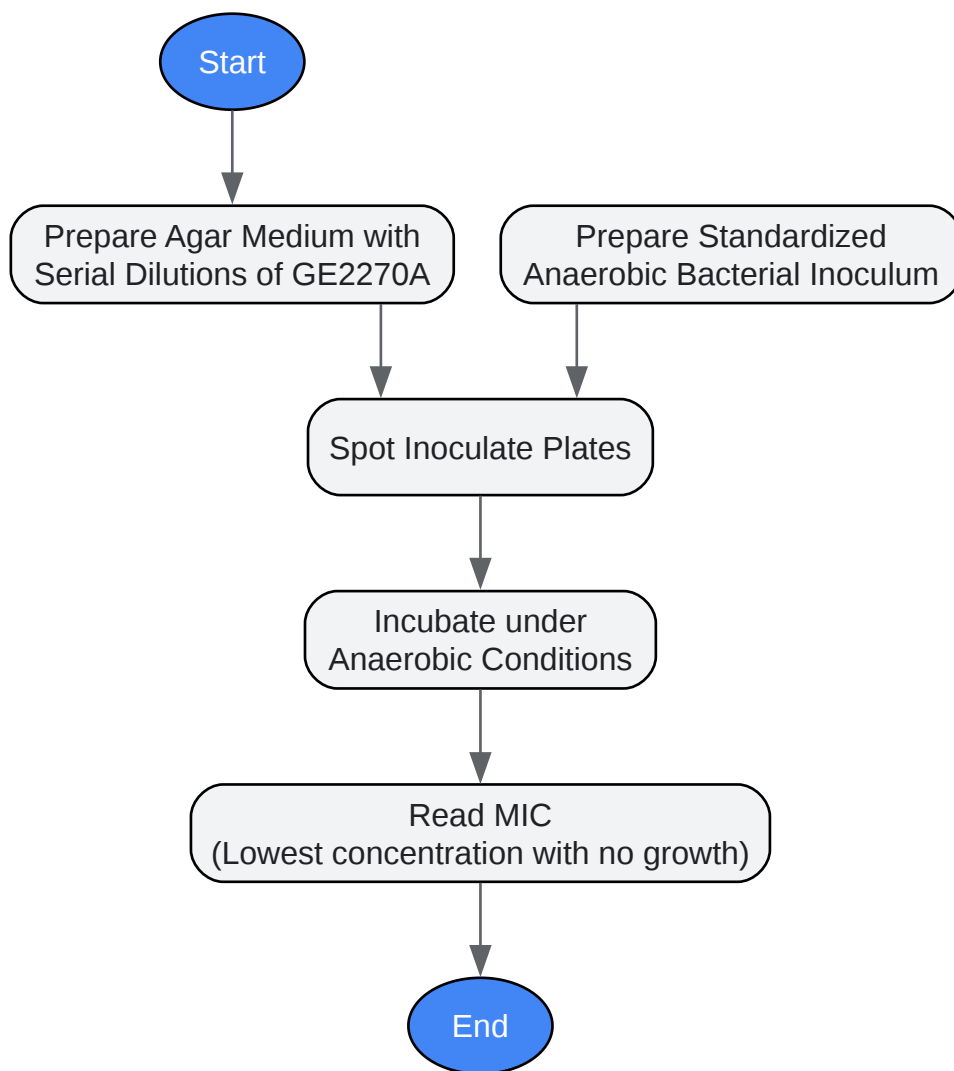 Start
Prepare Agar Medium with
Serial Dilutions of GE2270A
Prepare Standardized
Anaerobic Bacterial Inoculum
Spot Inoculate Plates
Incubate under
Anaerobic Conditions
Read MIC
(Lowest concentration with no growth)
End